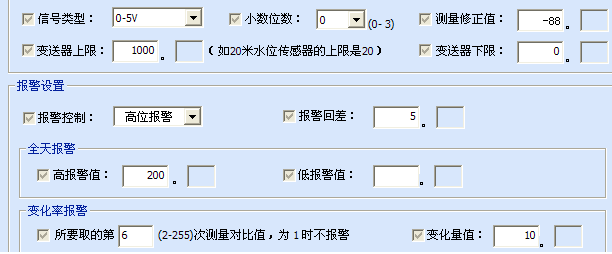 信号类型： 0-5V 小数位数： 0 (0-3) 测量修正值： -88 。
变送器上限： 1000 。 （如20米水位传感器的上限是20） 变送器下限： 0 。
报警设置
报警控制： 高位报警 报警回差： 5 。
全天报警
高报警值： 200 。 低报警值： 。
变化率报警
所要取的第 6 (2-255)次测量对比值，为 1 时不报警 变化量值： 10 。